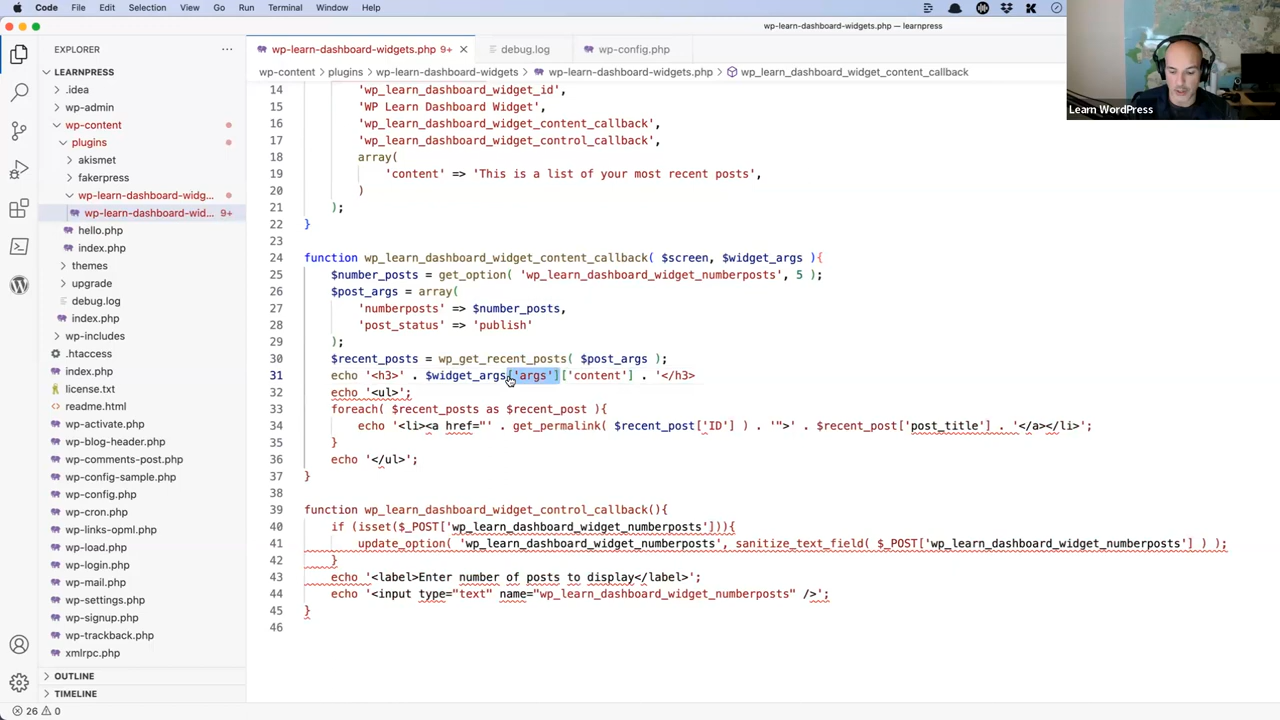 Code File Edit Selection View Go Run Terminal Window Help
wp-learn-dashboard-widgets.php — learnpress
EXPLORER ···
wp-learn-dashboard-widgets.php 9+ × debug.log wp-config.php
wp-content > plugins > wp-learn-dashboard-widgets > wp-learn-dashboard-widgets.php > wp_learn_dashboard_widget_content_callback
Learn WordPress
LEARNPRESS
.idea
wp-admin
wp-content
plugins
akismet
fakerpress
wp-learn-dashboard-widg...
wp-learn-dashboard-wid... 9+
hello.php
index.php
themes
upgrade
debug.log
index.php
wp-includes
.htaccess
index.php
license.txt
readme.html
wp-activate.php
wp-blog-header.php
wp-comments-post.php
wp-config-sample.php
wp-config.php
wp-cron.php
wp-links-opml.php
wp-load.php
wp-login.php
wp-mail.php
wp-settings.php
wp-signup.php
wp-trackback.php
xmlrpc.php
OUTLINE
TIMELINE
26 0
14 'wp_learn_dashboard_widget_id',
15 'WP Learn Dashboard Widget',
16 'wp_learn_dashboard_widget_content_callback',
17 'wp_learn_dashboard_widget_control_callback',
18 array(
19 'content' => 'This is a list of your most recent posts',
20 )
21 );
22 }
23
24 function wp_learn_dashboard_widget_content_callback( $screen, $widget_args ){
25 $number_posts = get_option( 'wp_learn_dashboard_widget_numberposts', 5 );
26 $post_args = array(
27 'numberposts' => $number_posts,
28 'post_status' => 'publish'
29 );
30 $recent_posts = wp_get_recent_posts( $post_args );
31 echo '<h3>' . $widget_args['args']['content'] . '</h3>
32 echo '<ul>';
33 foreach( $recent_posts as $recent_post ){
34 echo '<li><a href="' . get_permalink( $recent_post['ID'] ) . '">' . $recent_post['post_title'] . '</a></li>';
35 }
36 echo '</ul>';
37 }
38
39 function wp_learn_dashboard_widget_control_callback(){
40 if (isset($_POST['wp_learn_dashboard_widget_numberposts'])){
41 update_option( 'wp_learn_dashboard_widget_numberposts', sanitize_text_field( $_POST['wp_learn_dashboard_widget_numberposts'] ) );
42 }
43 echo '<label>Enter number of posts to display</label>';
44 echo '<input type="text" name="wp_learn_dashboard_widget_numberposts" />';
45 }
46